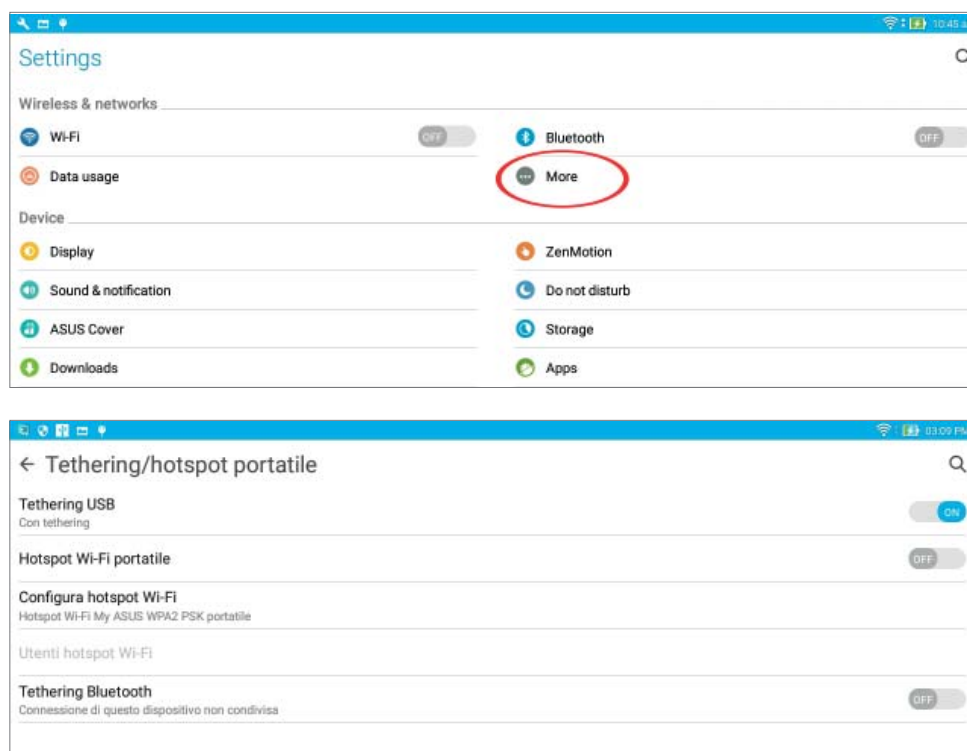 10:45 a
Settings
Wireless & networks
Wi-Fi OFF Bluetooth OFF
Data usage More
Device
Display ZenMotion
Sound & notification Do not disturb
ASUS Cover Storage
Downloads Apps
03:09 PM
Tethering/hotspot portatile
Tethering USB ON
Con tethering
Hotspot Wi-Fi portatile OFF
Configura hotspot Wi-Fi
Hotspot Wi-Fi My ASUS WPA2 PSK portatile
Utenti hotspot Wi-Fi
Tethering Bluetooth OFF
Connessione di questo dispositivo non condivisa